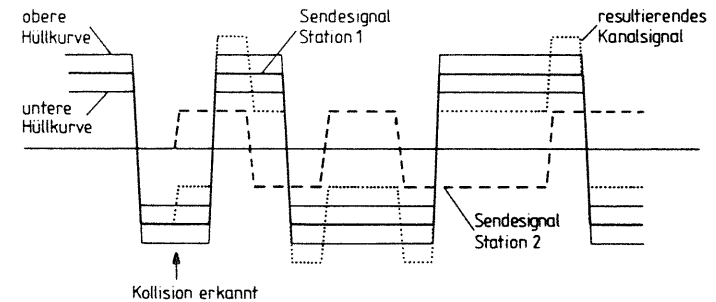 obere
Hüllkurve
untere
Hüllkurve
Sendesignal
Station 1
resultierendes
Kanalsignal
Sendesignal
Station 2
Kollision erkannt